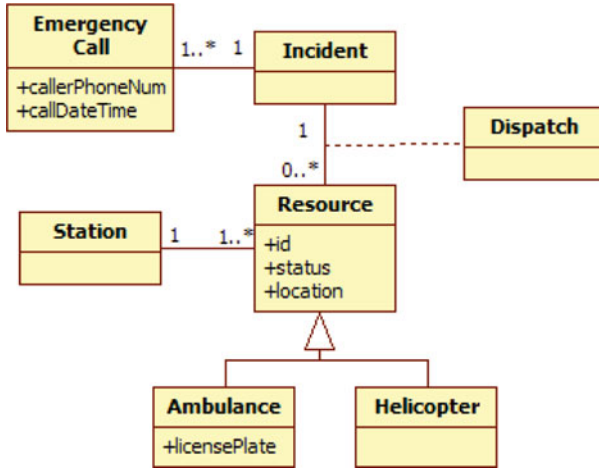 Emergency
Call
+callerPhoneNum
+callDateTime
1..* 1
Incident
1
0..*
Dispatch
Station
1 1..*
Resource
+id
+status
+location
Ambulance
+licensePlate
Helicopter